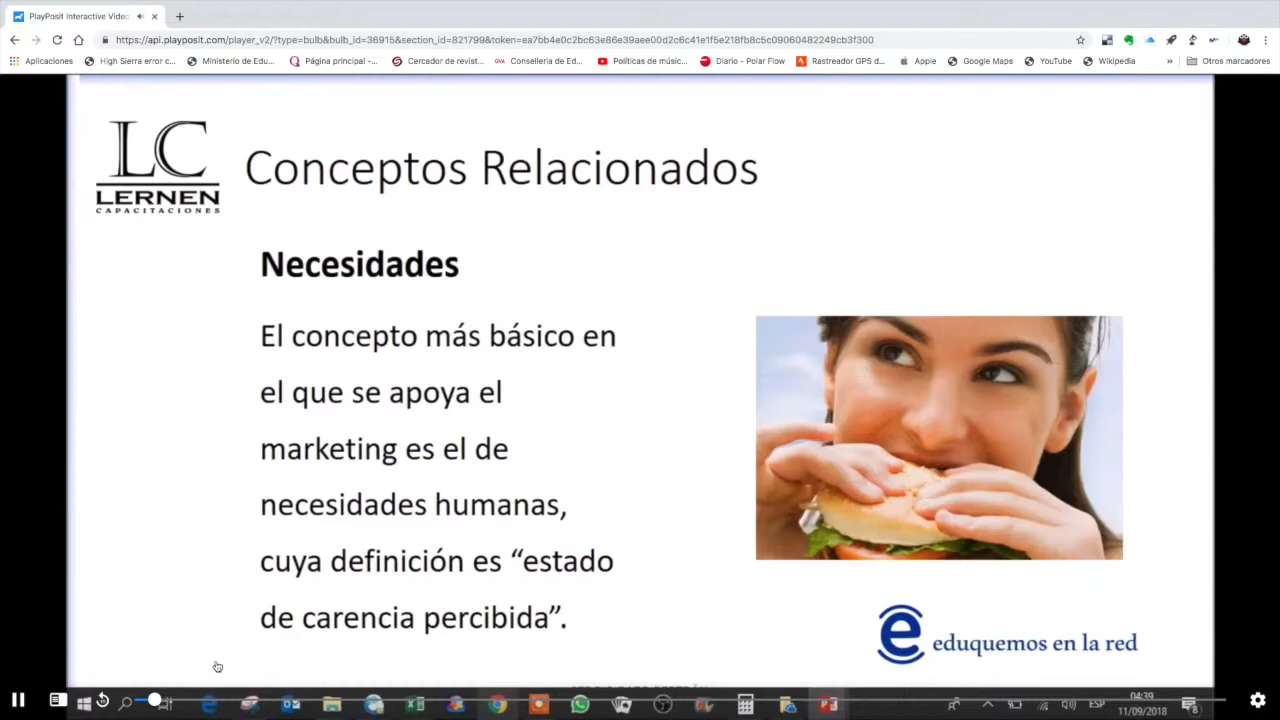 PlayPosit Interactive Video
https://api.playposit.com/player_v2/?type=bulb&bulb_id=36915&section_id=821799&token=ea7bb4e0c2bc63e86e39aee00d2c6c41e1f5e218fb8c5c09060482249cb3f300
Aplicaciones High Sierra error c... Ministerio de Edu... Página principal -... Cercador de revist... GVA Conselleria de Ed... Políticas de músic... Diario - Polar Flow Rastreador GPS d... Apple Google Maps YouTube Wikipedia » Otros marcadores
LC
LERNEN
CAPACITACIONES
Conceptos Relacionados
Necesidades
El concepto más básico en
el que se apoya el
marketing es el de
necesidades humanas,
cuya definición es “estado
de carencia percibida”.
e eduquemos en la red
ESP
04:39
11/09/2018
8